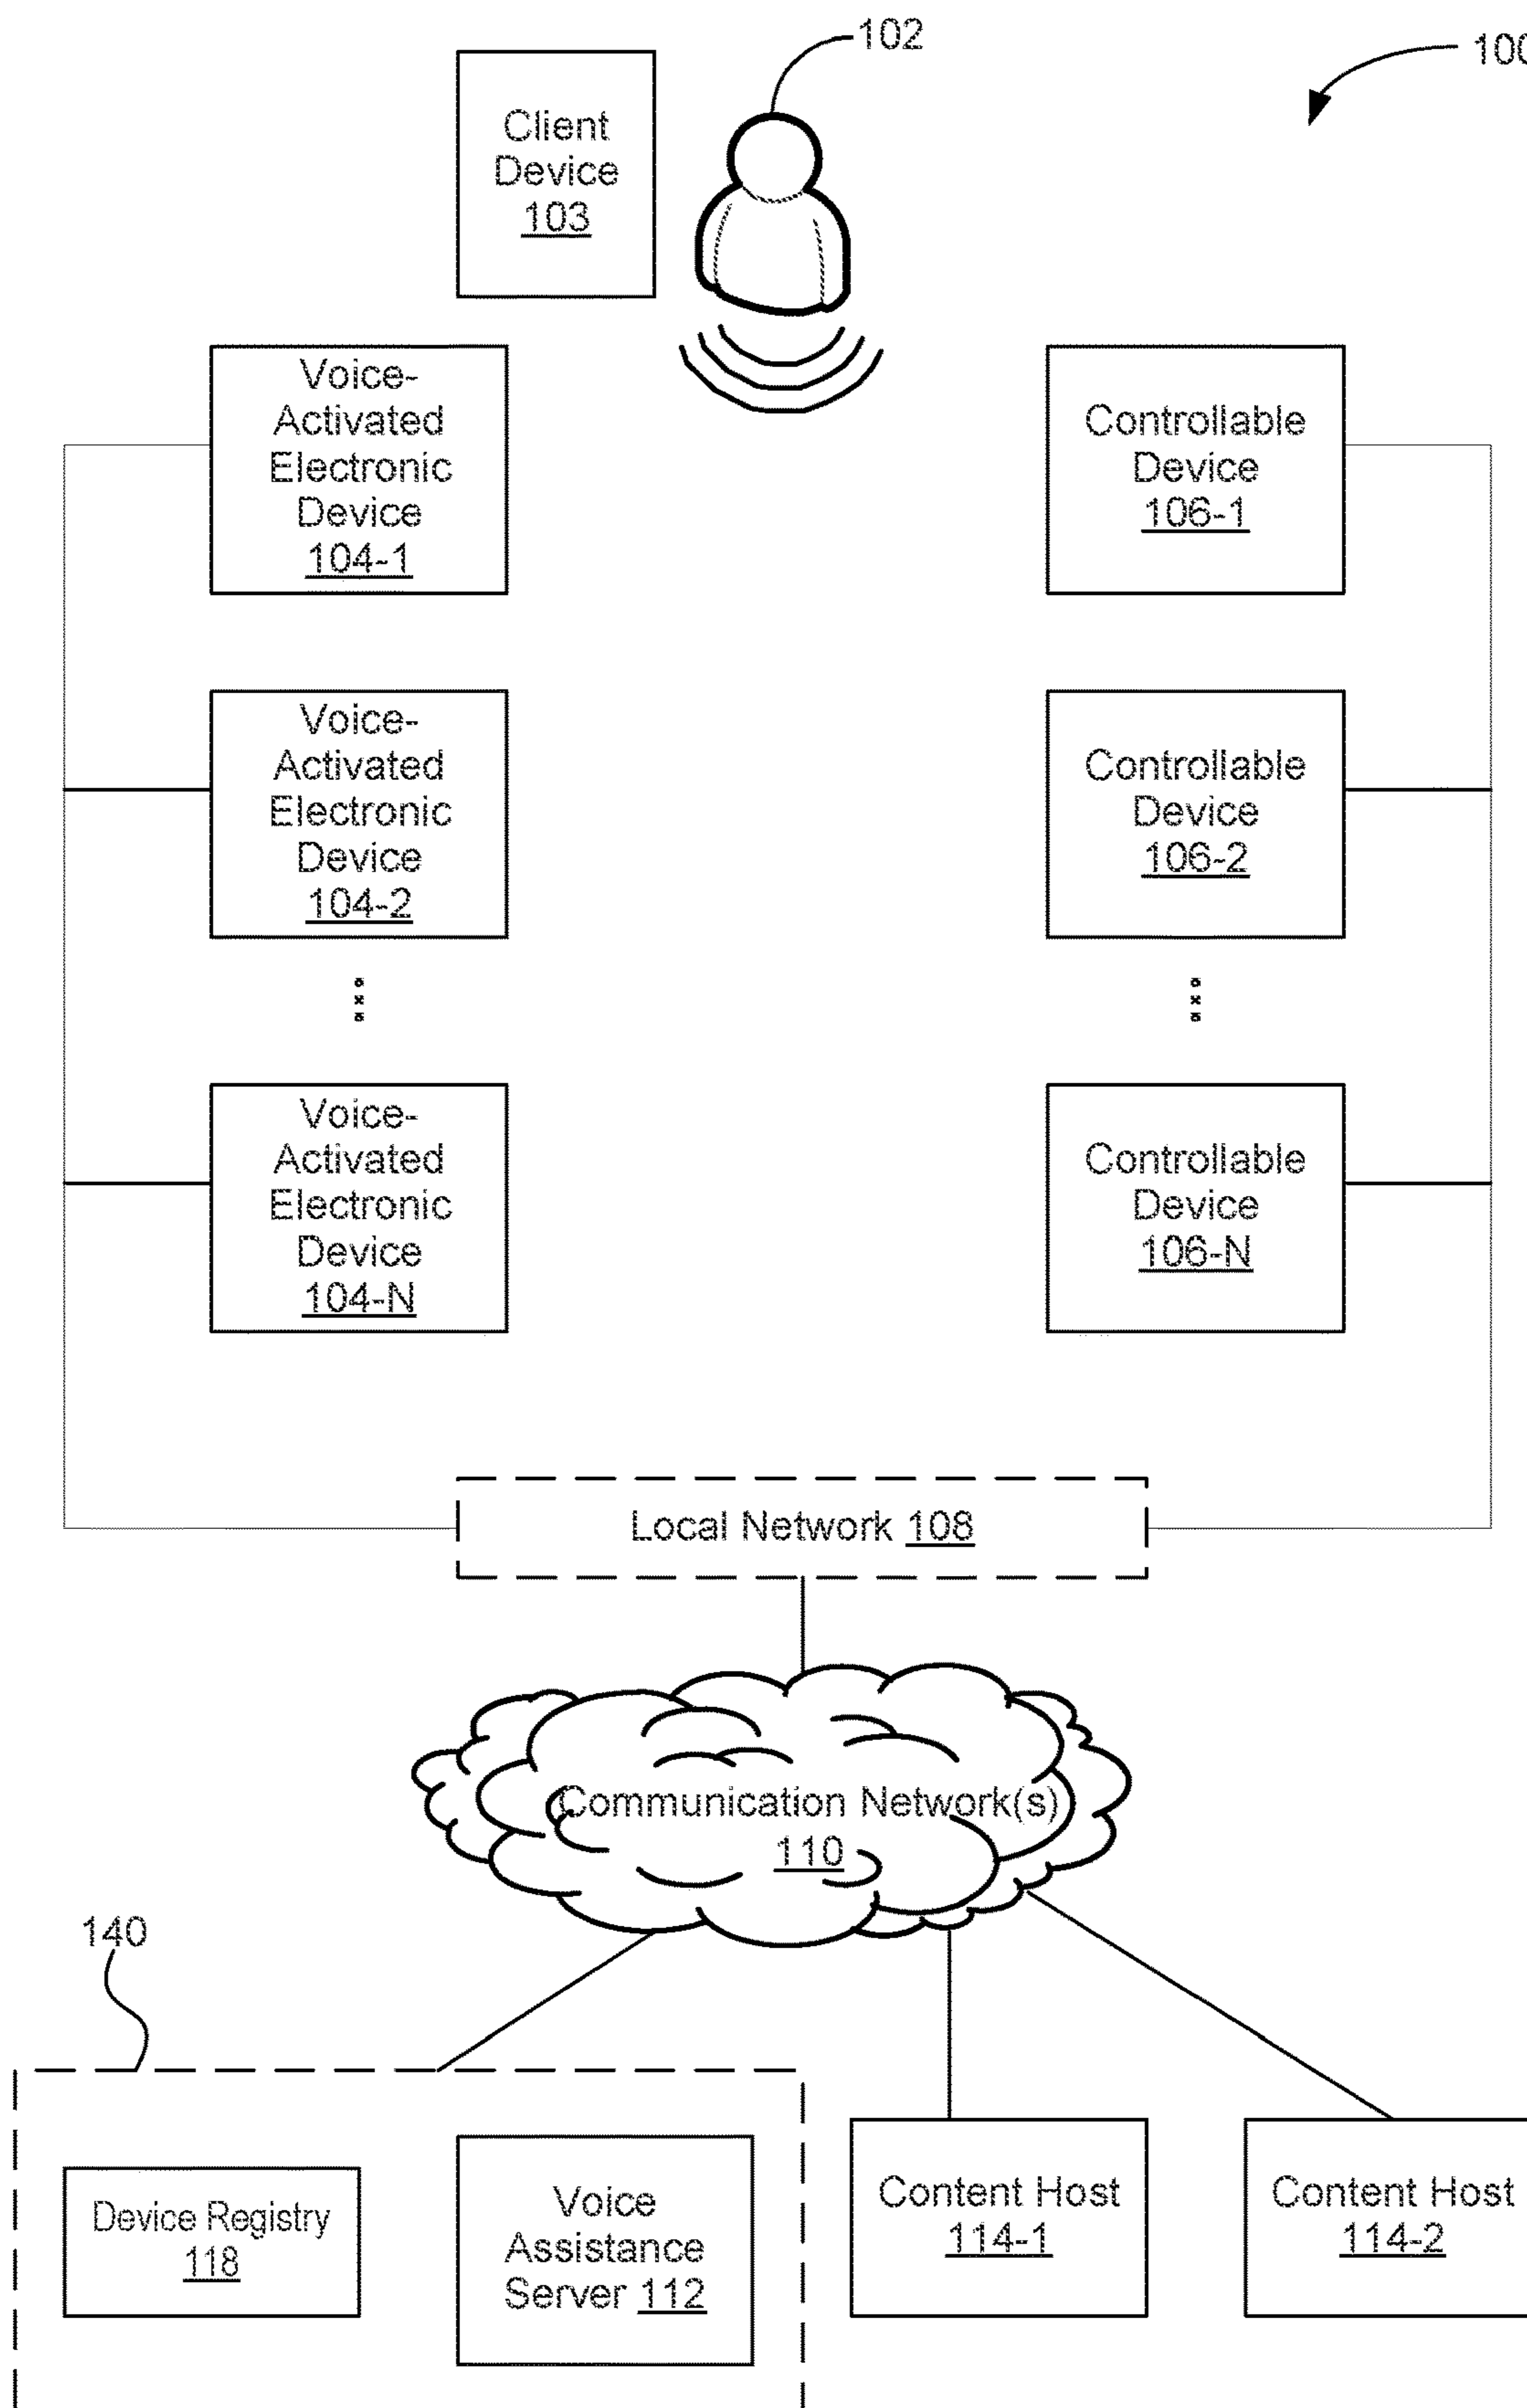 102
100
Client
Device
103
Voice-
Activated
Electronic
Device
104-1
Controllable
Device
106-1
Voice-
Activated
Electronic
Device
104-2
Controllable
Device
106-2
Voice-
Activated
Electronic
Device
104-N
Controllable
Device
106-N
Local Network 108
Communication Network(s)
110
140
Device Registry
118
Voice
Assistance
Server 112
Content Host
114-1
Content Host
114-2